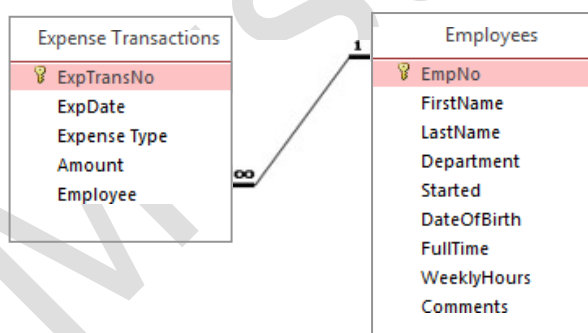 Expense Transactions
ExpTransNo
ExpDate
Expense Type
Amount
Employee
∞
1
Employees
EmpNo
FirstName
LastName
Department
Started
DateOfBirth
FullTime
WeeklyHours
Comments